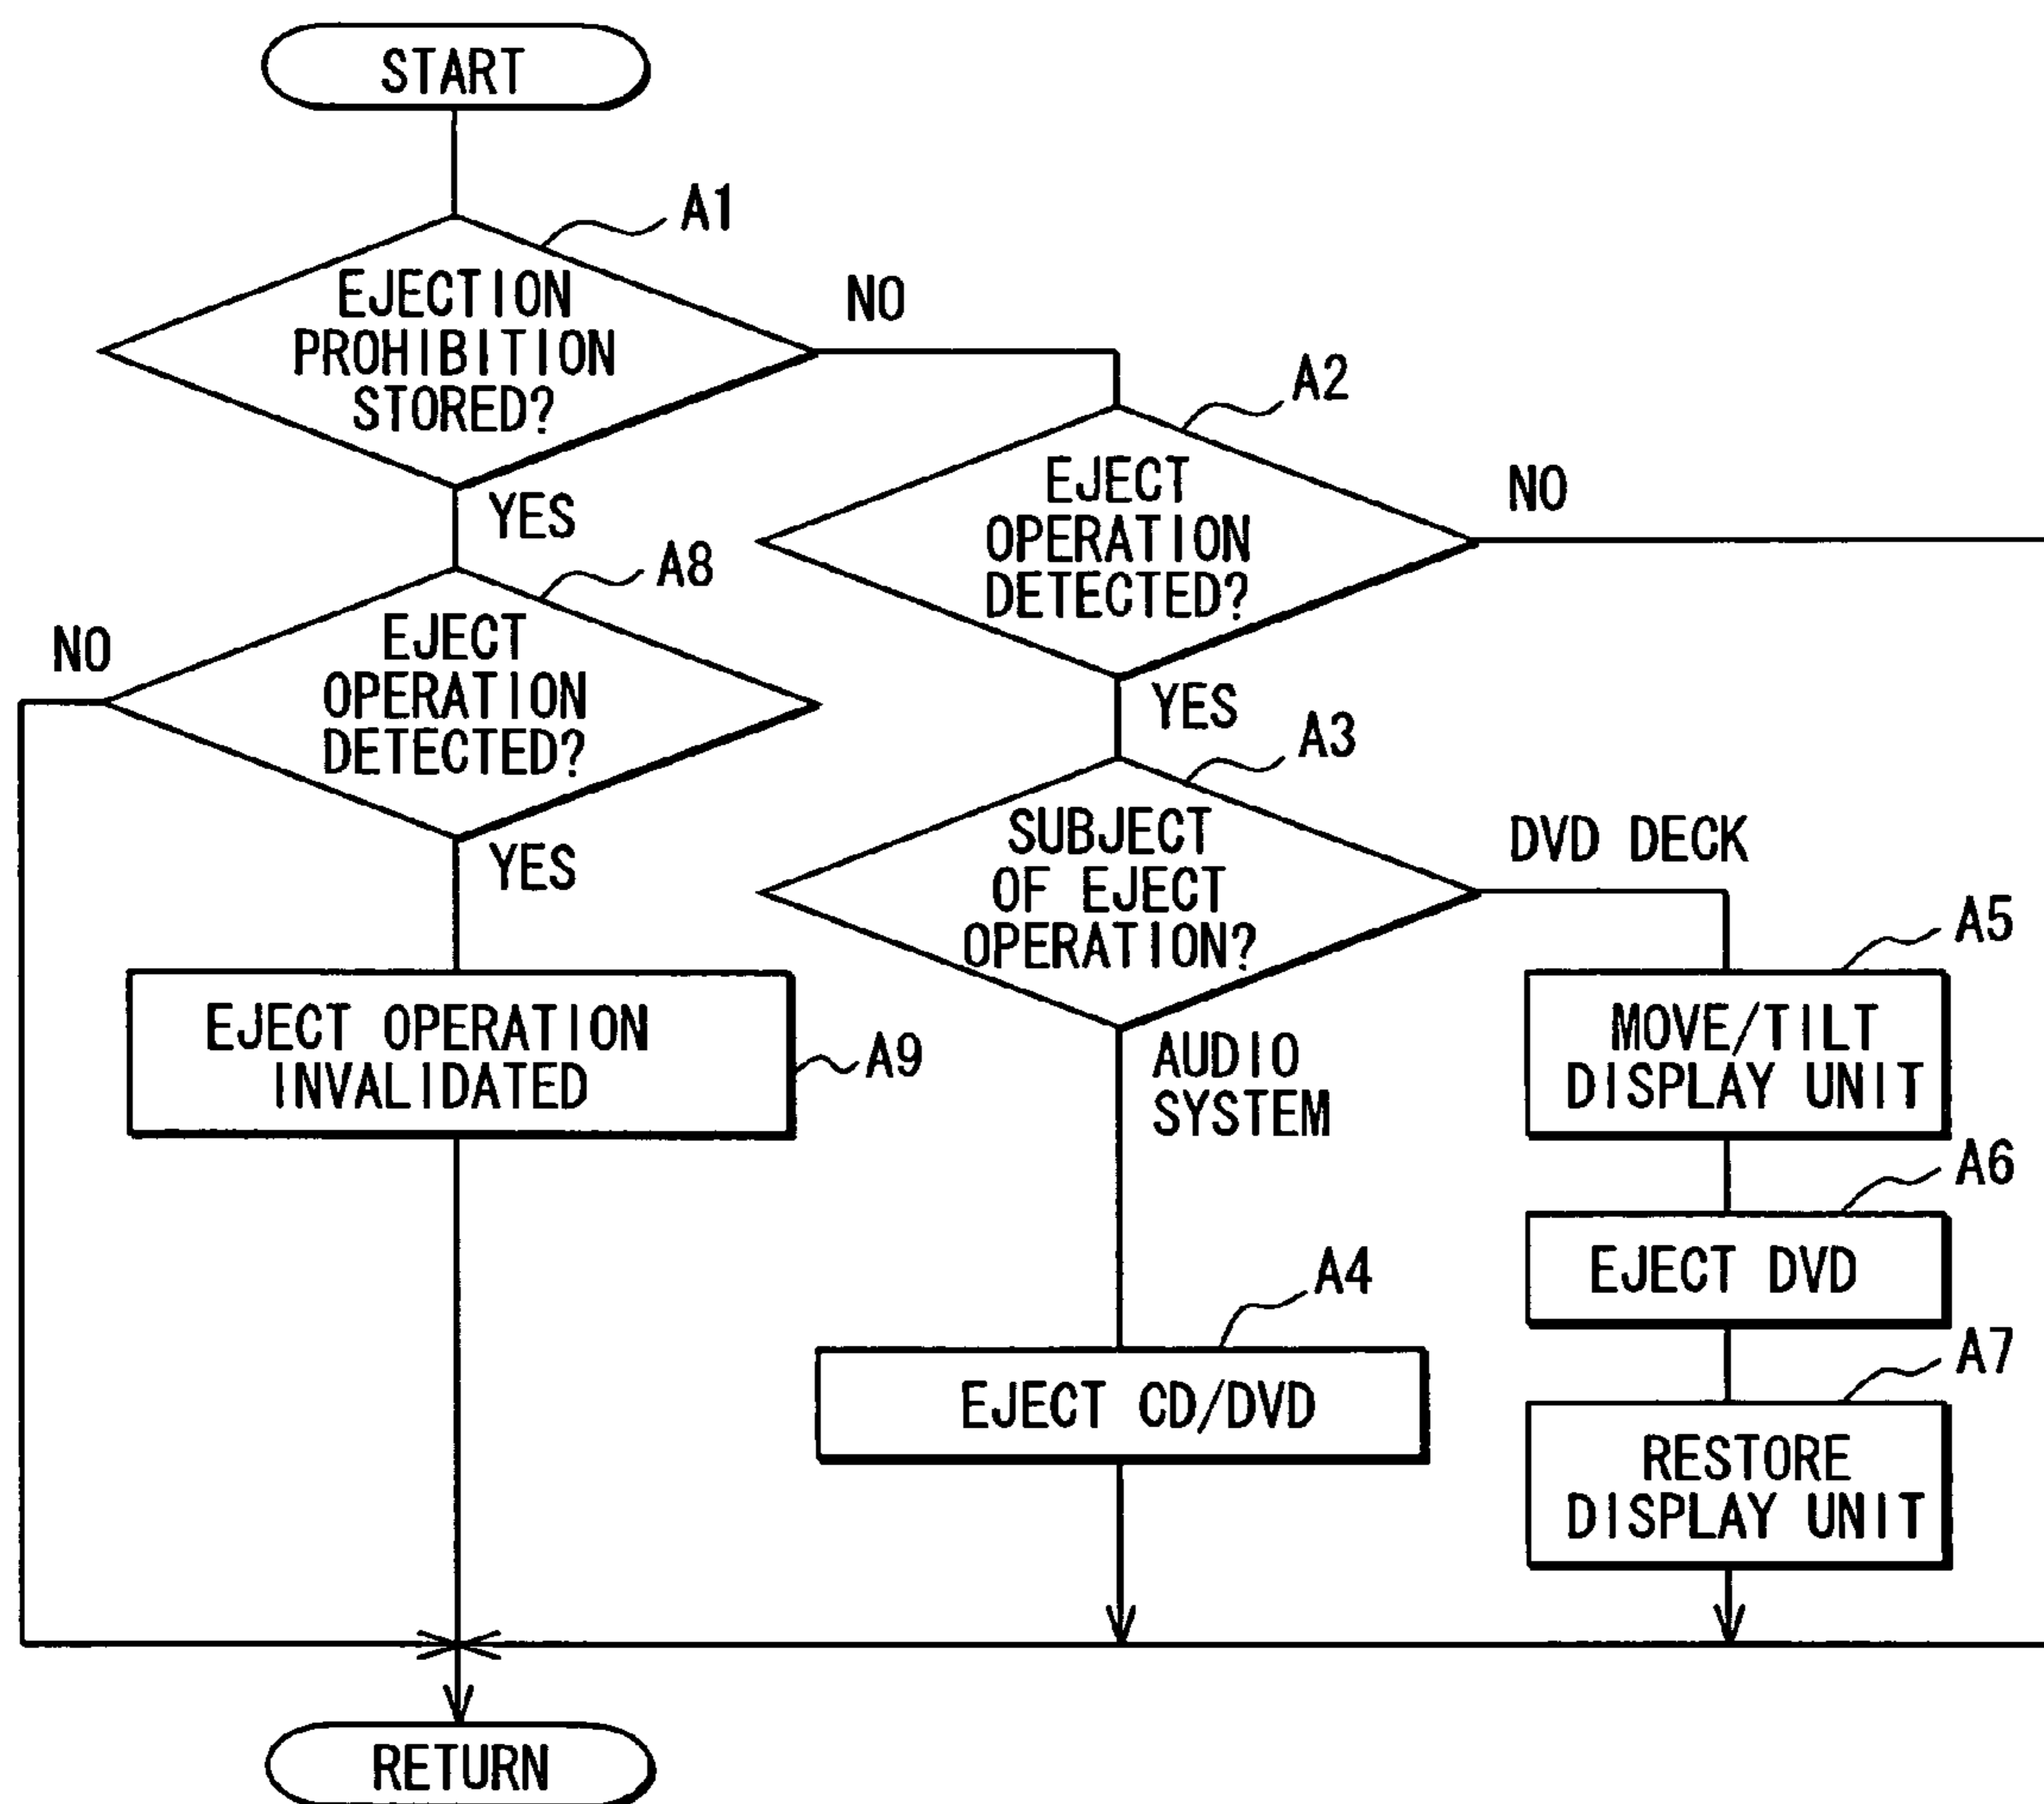 START
A1
EJECTION
PROHIBITION
STORED?
NO
YES
A2
EJECT
OPERATION
DETECTED?
NO
YES
A8
EJECT
OPERATION
DETECTED?
NO
YES
A3
SUBJECT
OF EJECT
OPERATION?
DVD DECK
AUDIO
SYSTEM
A5
MOVE/TILT
DISPLAY UNIT
EJECT OPERATION
INVALIDATED
A9
A6
EJECT DVD
A4
EJECT CD/DVD
A7
RESTORE
DISPLAY UNIT
RETURN